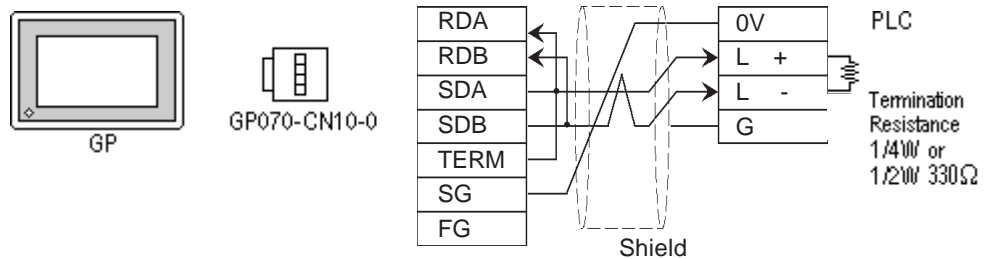 GP
GP070-CN10-0
RDA
RDB
SDA
SDB
TERM
SG
FG
Shield
0V
L +
L -
G
PLC
Termination
Resistance
1/4W or
1/2W 330Ω